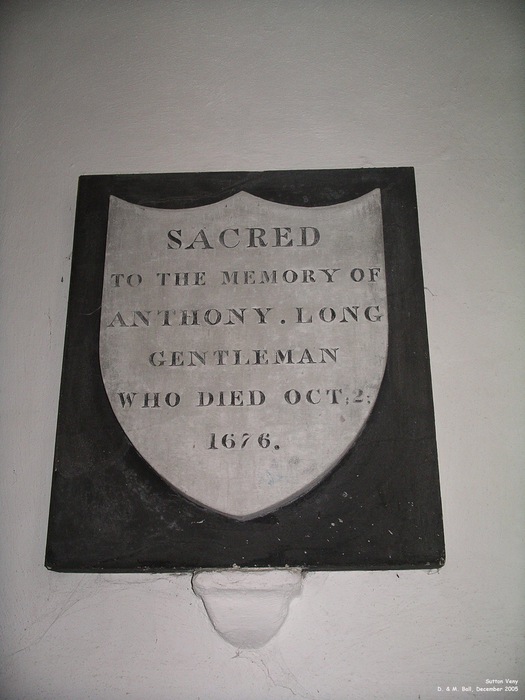 SACRED
TO THE MEMORY OF
ANTHONY. LONG
GENTLEMAN
WHO DIED OCT:2:
1676.
Sutton Veny
D. & M. Ball, December 2005